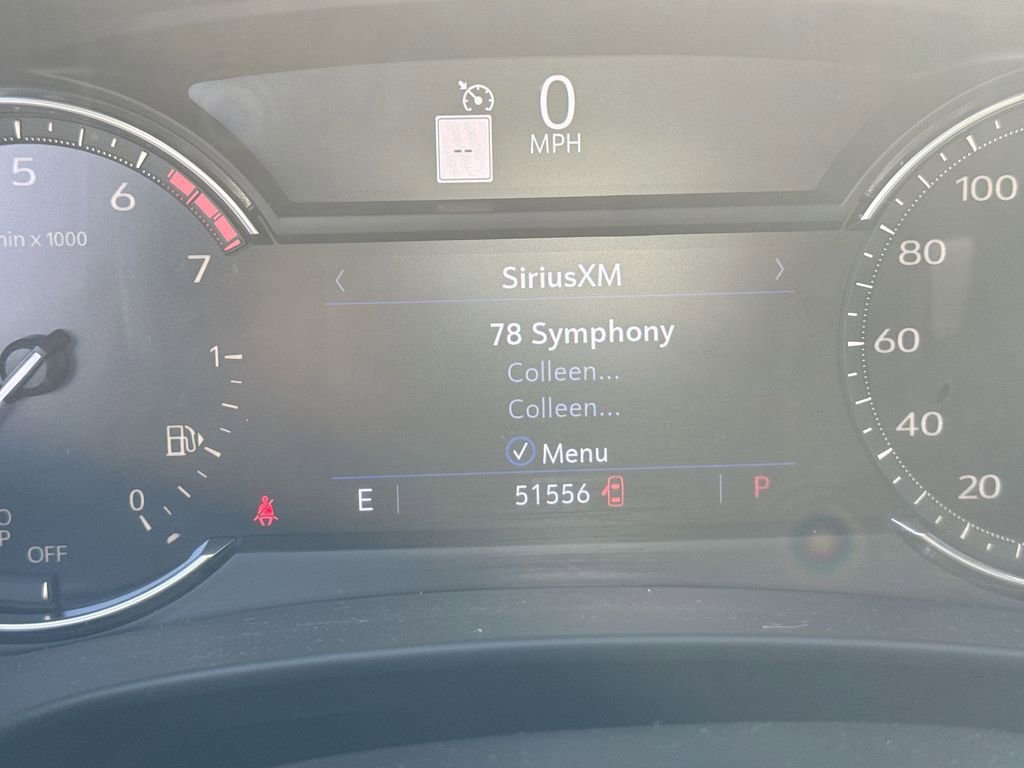 0
MPH
--
5
6
7
100
80
60
40
20
x 1000
SiriusXM
78 Symphony
Colleen...
Colleen...
Menu
1
0
E
51556
P
OFF